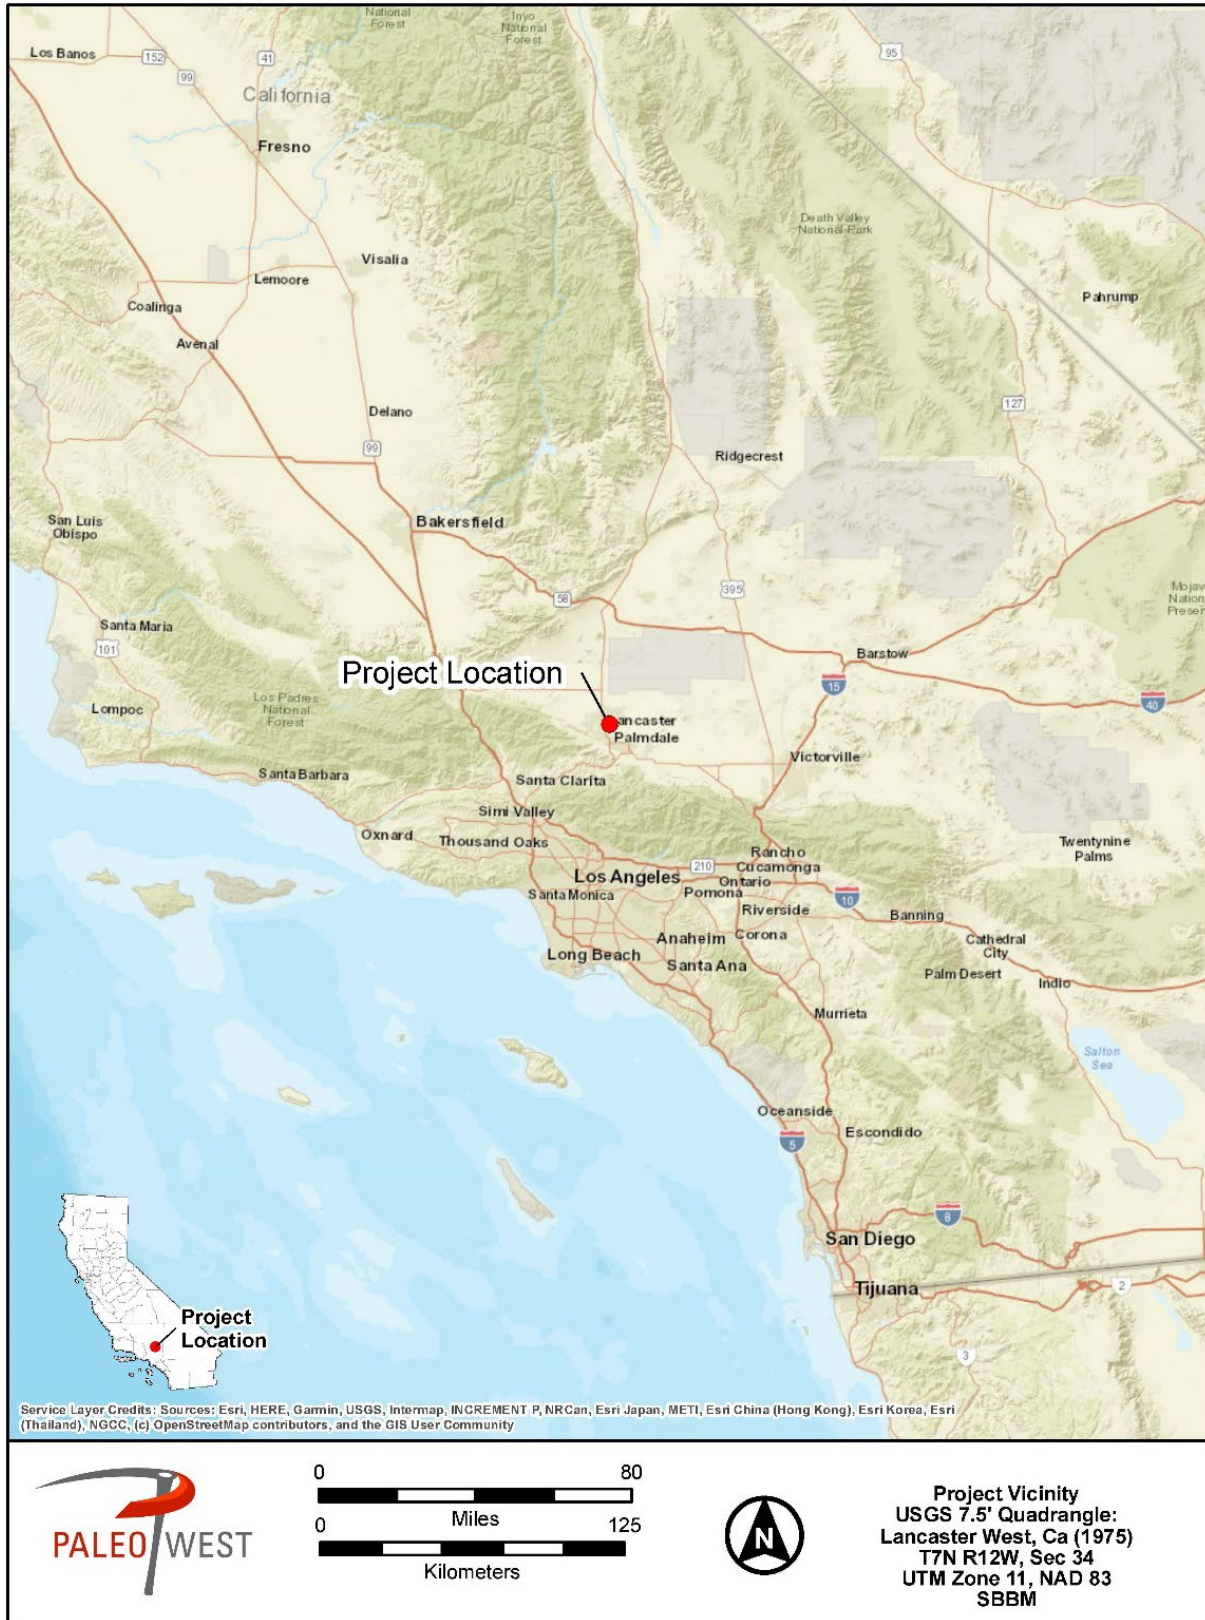 National
Forest
Inyo
National
Forest
95
Los Banos
152
41
99
California
Fresno
Death Valley
National Park
Visalia
Lemoore
Pahrump
Coalinga
Avenal
127
Delano
99
Ridgecrest
San Luis
Obispo
Bakersfield
58
395
Santa Maria
101
Barstow
Project Location
15
40
Los Padres
National
Forest
Lompoc
ancaster
Palmdale
Victorville
Santa Barbara
Santa Clarita
Simi Valley
Oxnard
Thousand Oaks
Twentynine
Palms
Rancho
Cucamonga
210
Los Angeles
Ontario
Santa Monica
Pomona
10
Riverside
Banning
Anaheim
Corona
Cathedral
City
Long Beach
Santa Ana
Palm Desert
Indio
Murrieta
Salton
Sea
Oceanside
Escondido
5
8
San Diego
Tijuana
2
3
Project
Location
Service Layer Credits: Sources: Esri, HERE, Garmin, USGS, Intermap, INCREMENT P, NRCan, Esri Japan, METI, Esri China (Hong Kong), Esri Korea, Esri
(Thailand), NGCC, (c) OpenStreetMap contributors, and the GIS User Community
PALEO WEST
0 80
Miles
0 125
Kilometers
N
Project Vicinity
USGS 7.5' Quadrangle:
Lancaster West, Ca (1975)
T7N R12W, Sec 34
UTM Zone 11, NAD 83
SBBM